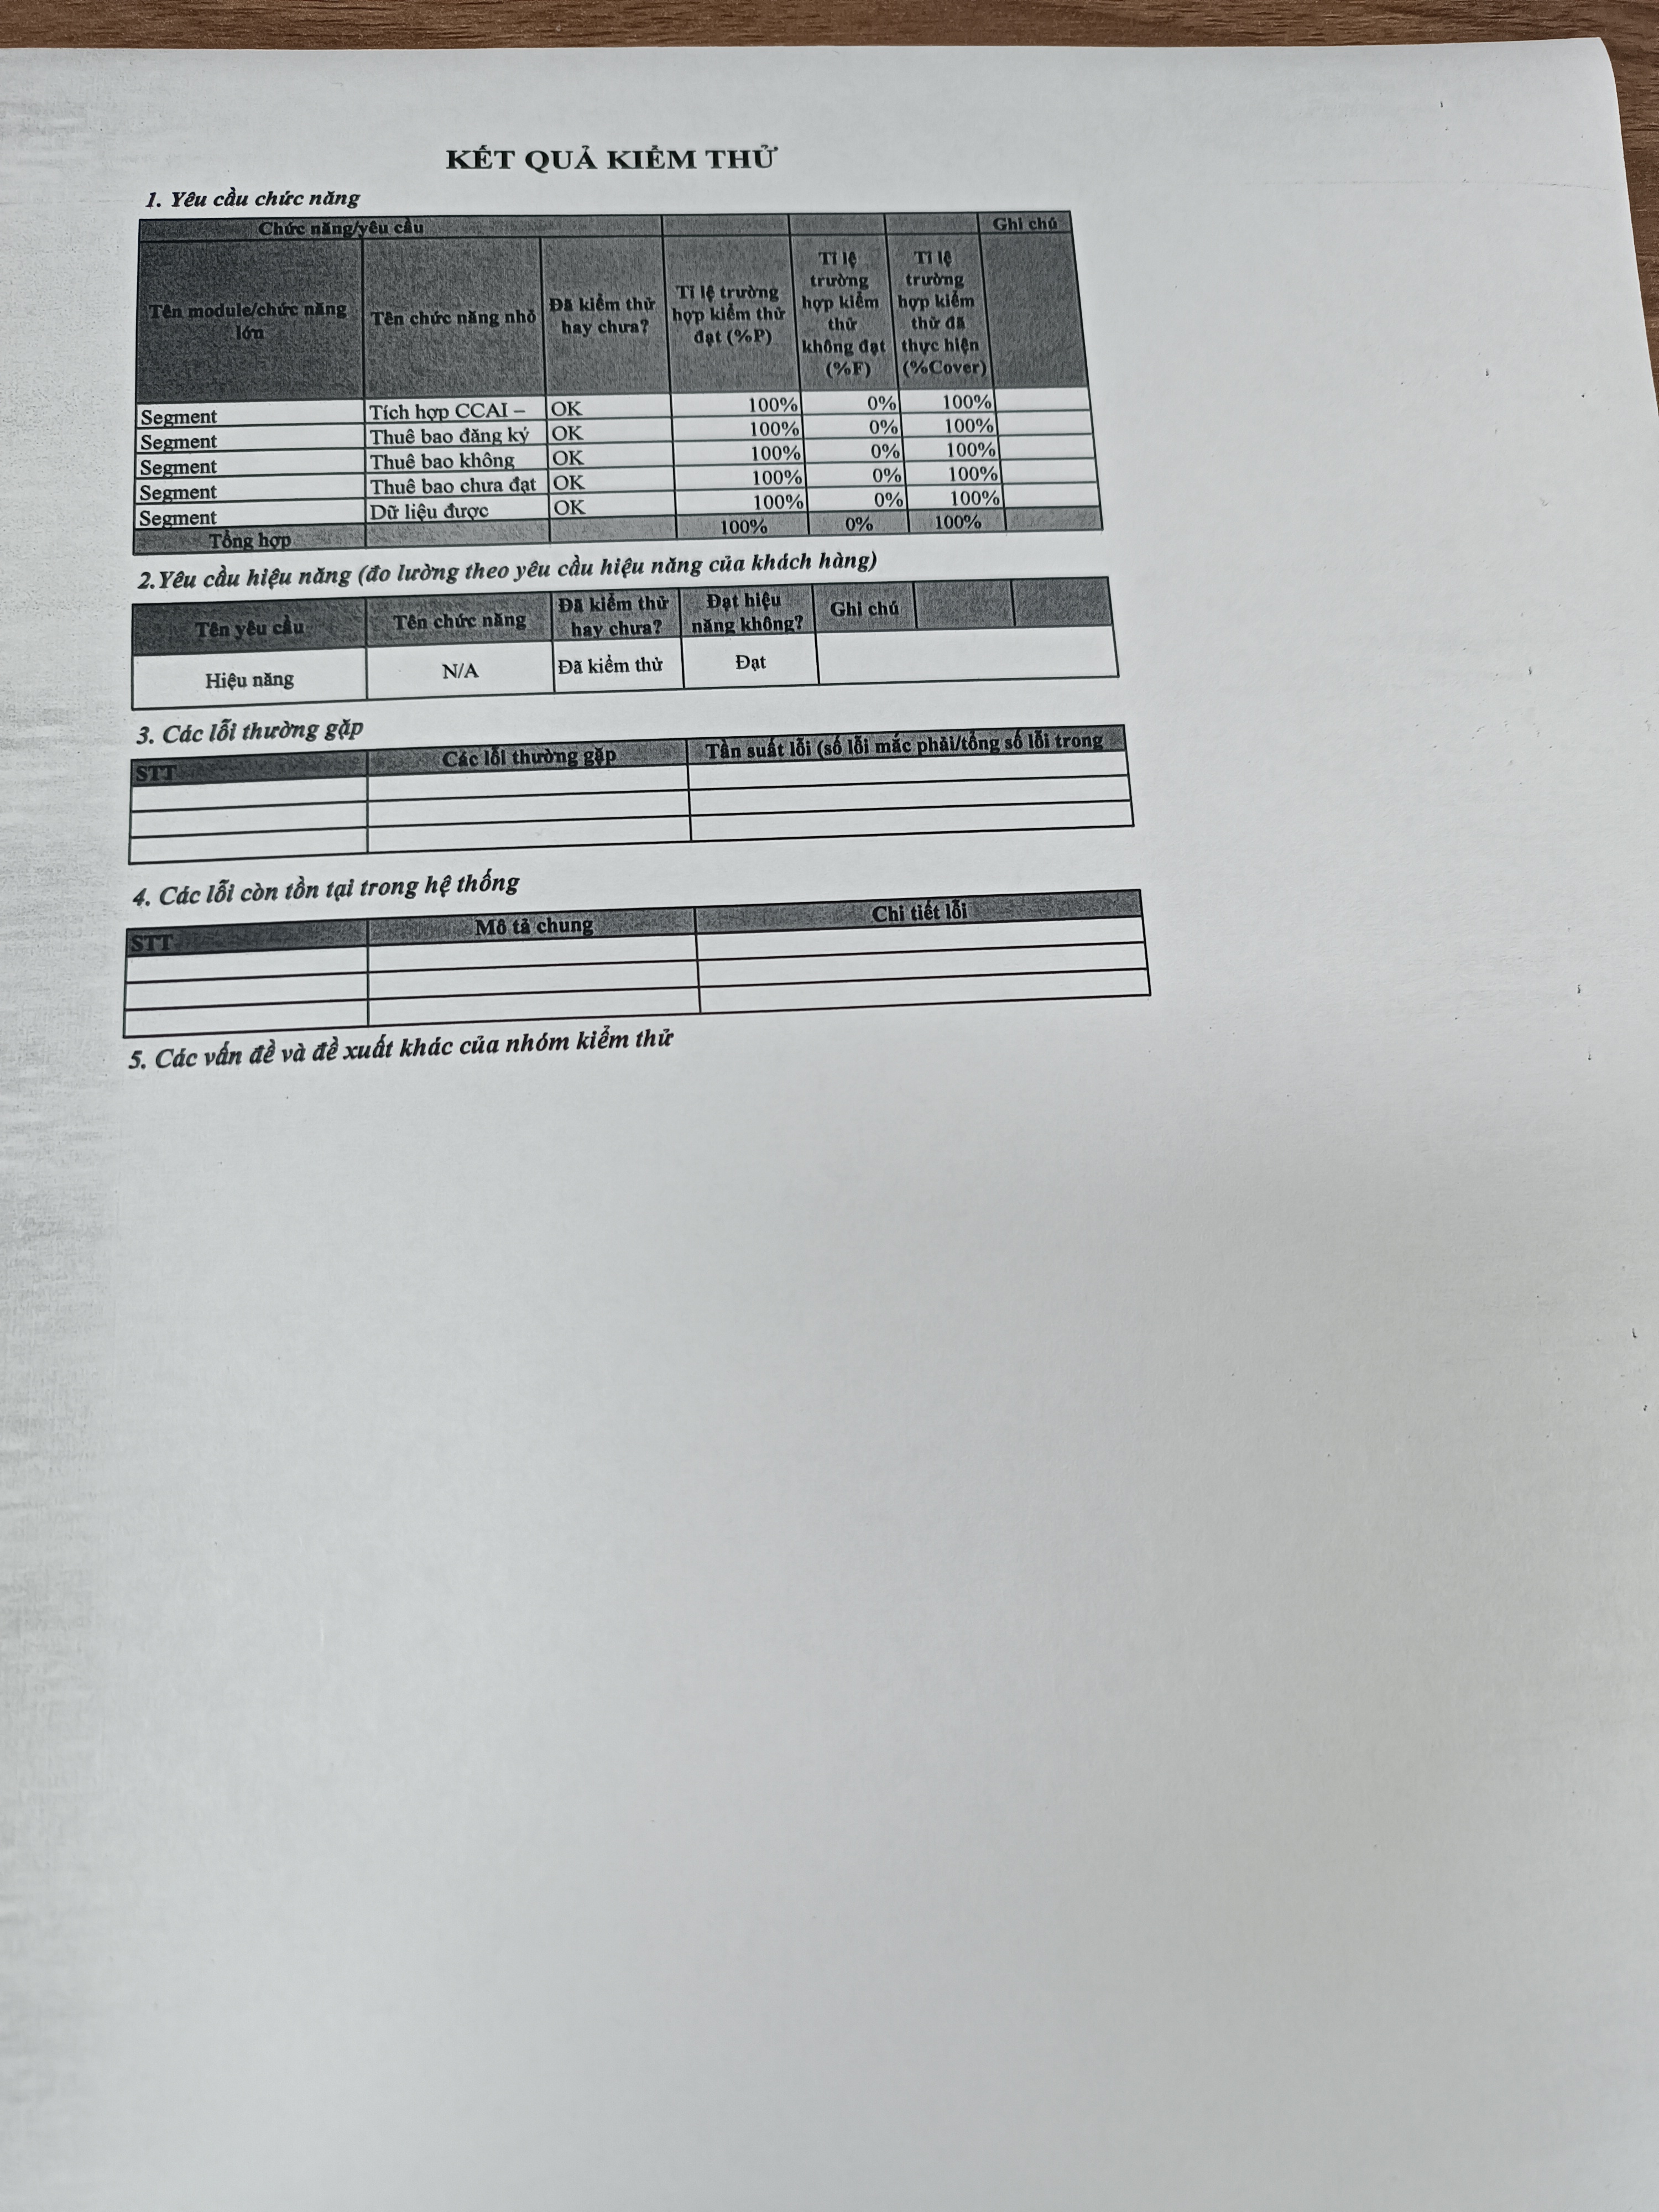 KẾT QUẢ KIỂM THỬ
1. Yêu cầu chức năng
Chức năng/yêu cầu Ghi chú
Tên module/chức năng lớn Tên chức năng nhỏ Đã kiểm thử hay chưa? Tỉ lệ trường hợp kiểm thử đạt (%P) Tỉ lệ trường hợp kiểm thử không đạt (%F) Tỉ lệ trường hợp kiểm thử đã thực hiện (%Cover)
Segment Tích hợp CCAI – OK 100% 0% 100%
Segment Thuê bao đăng ký OK 100% 0% 100%
Segment Thuê bao không OK 100% 0% 100%
Segment Thuê bao chưa đạt OK 100% 0% 100%
Segment Dữ liệu được OK 100% 0% 100%
Tổng hợp 100% 0% 100%
2. Yêu cầu hiệu năng (đo lường theo yêu cầu hiệu năng của khách hàng)
Tên yêu cầu Tên chức năng Đã kiểm thử hay chưa? Đạt hiệu năng không? Ghi chú
Hiệu năng N/A Đã kiểm thử Đạt
3. Các lỗi thường gặp
STT Các lỗi thường gặp Tần suất lỗi (số lỗi mắc phải/tổng số lỗi trong
4. Các lỗi còn tồn tại trong hệ thống
STT Mô tả chung Chi tiết lỗi
5. Các vấn đề và đề xuất khác của nhóm kiểm thử